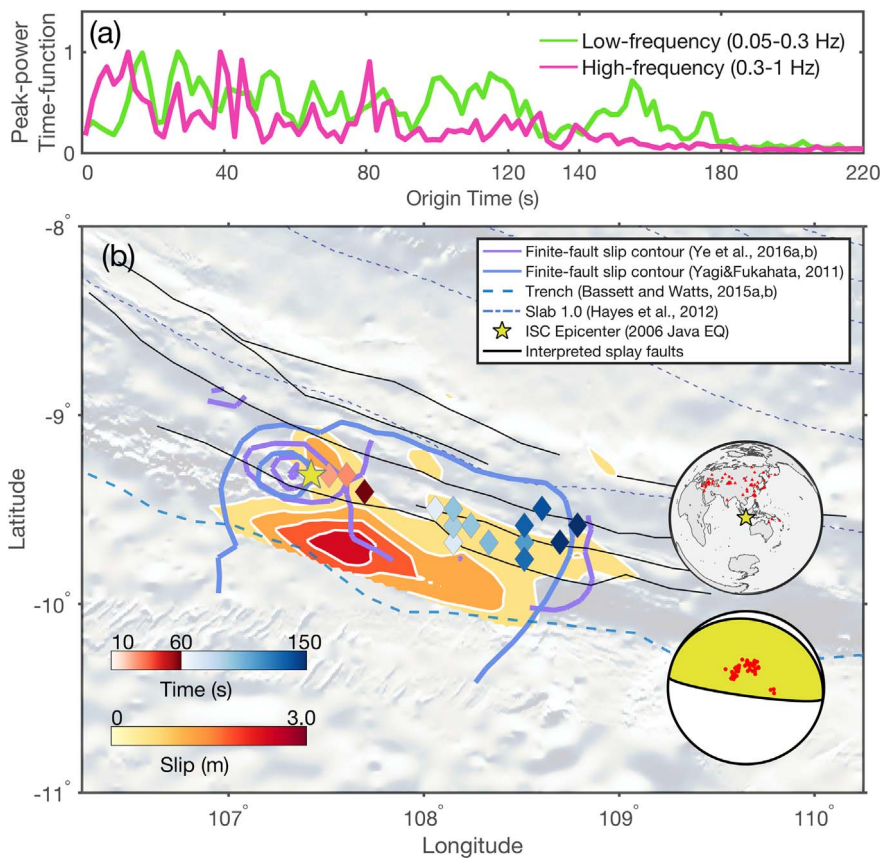 (a)
Low-frequency (0.05-0.3 Hz)
High-frequency (0.3-1 Hz)
Peak-power
Time-function
1
0
0 40 80 120 140 180 220
Origin Time (s)
(b)
Finite-fault slip contour (Ye et al., 2016a,b)
Finite-fault slip contour (Yagi&Fukahata, 2011)
Trench (Bassett and Watts, 2015a,b)
Slab 1.0 (Hayes et al., 2012)
ISC Epicenter (2006 Java EQ)
Interpreted splay faults
-8°
-9°
-10°
-11°
Latitude
10 60 150
Time (s)
0 3.0
Slip (m)
107° 108° 109° 110°
Longitude